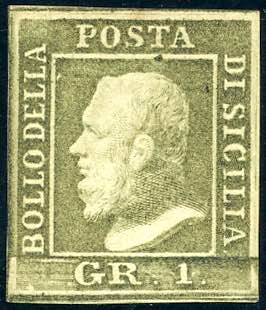 BOLLO DELLA
POSTA
DI SICILIA
GR. 1.